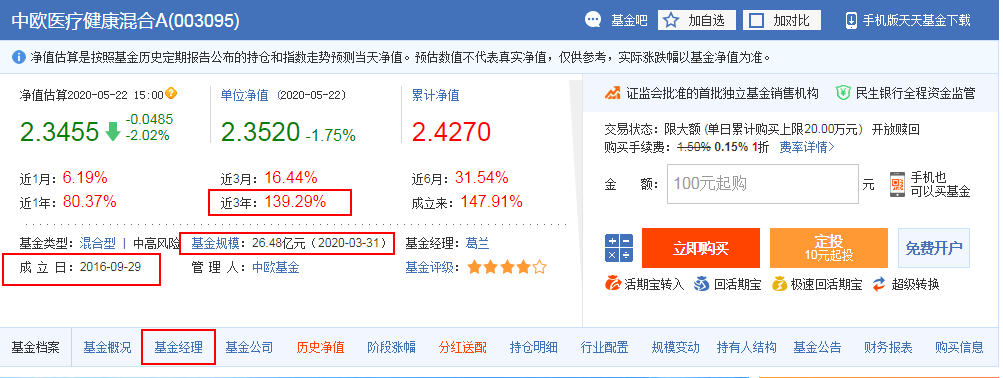 中欧医疗健康混合A(003095) 基金吧 加自选 加对比 手机版天天基金下载
净值估算是按照基金历史定期报告公布的持仓和指数走势预测当天净值。预估数值不代表真实净值，仅供参考，实际涨跌幅以基金净值为准。
净值估算2020-05-22 15:00 单位净值 (2020-05-22) 累计净值
2.3455 -0.0485 -2.02% 2.3520 -1.75% 2.4270
近1月：6.19% 近3月：16.44% 近6月：31.54%
近1年：80.37% 近3年：139.29% 成立来：147.91%
基金类型：混合型 | 中高风险 基金规模：26.48亿元（2020-03-31） 基金经理：葛兰
成 立 日：2016-09-29 管 理 人：中欧基金 基金评级：
证监会批准的首批独立基金销售机构 民生银行全程资金监管
交易状态：限大额 (单日累计购买上限20.00万元） 开放赎回
购买手续费：1.50% 0.15% 1折 费率详情>
金 额： 100元起购 元 手机也
可以买基金
立即购买 定投 免费开户
10元起投
活期宝转入 回活期宝 极速回活期宝 超级转换
基金档案 基金概况 基金经理 基金公司 历史净值 阶段涨幅 分红送配 持仓明细 行业配置 规模变动 持有人结构 基金公告 财务报表 购买信息